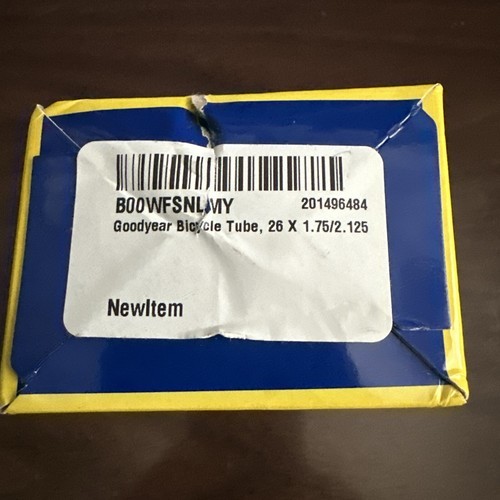 B00WFSNLMY 201496484
Goodyear Bicycle Tube, 26 X 1.75/2.125
NewItem